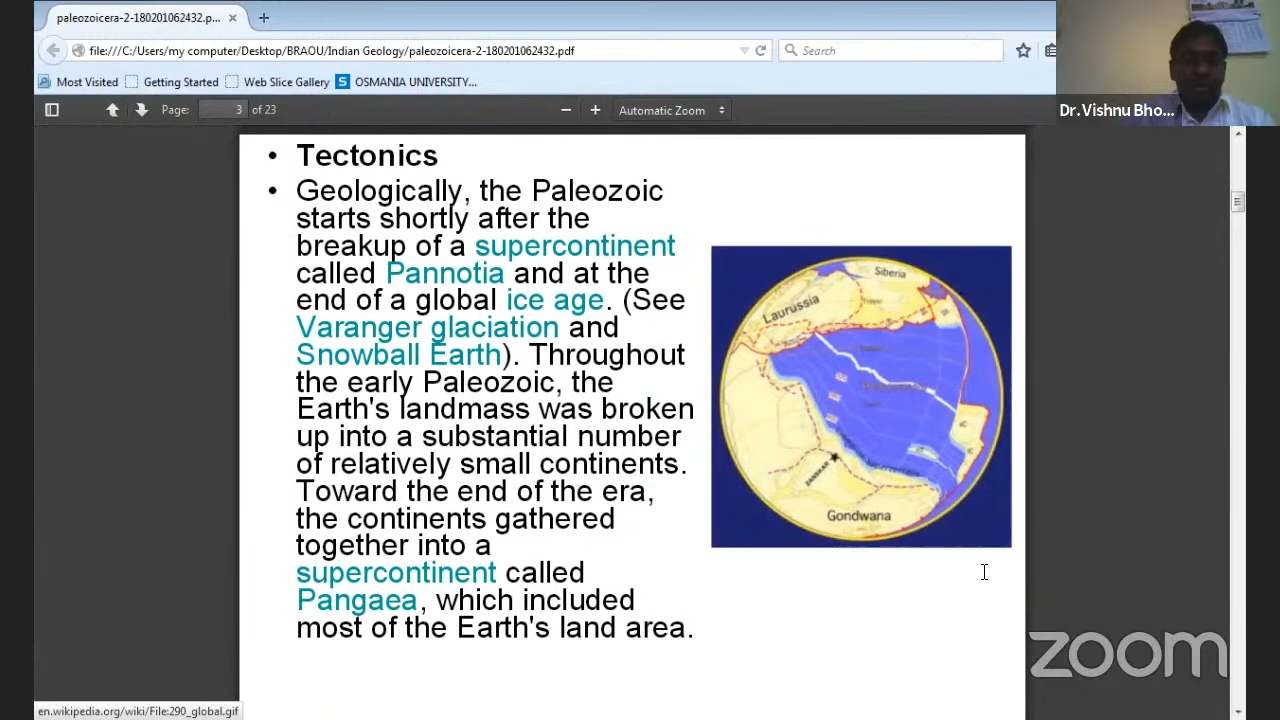 paleozoicera-2-180201062432.p...
file:///C:/Users/my computer/Desktop/BRAOU/Indian Geology/paleozoicera-2-180201062432.pdf
Search
Most Visited Getting Started Web Slice Gallery OSMANIA UNIVERSITY...
Page: 3 of 23
Automatic Zoom
Dr.Vishnu Bho...
• Tectonics
• Geologically, the Paleozoic
starts shortly after the
breakup of a supercontinent
called Pannotia and at the
end of a global ice age. (See
Varanger glaciation and
Snowball Earth). Throughout
the early Paleozoic, the
Earth's landmass was broken
up into a substantial number
of relatively small continents.
Toward the end of the era,
the continents gathered
together into a
supercontinent called
Pangaea, which included
most of the Earth's land area.
Siberia
Laurussia
ZANSKAR
Gondwana
zoom
en.wikipedia.org/wiki/File:290_global.gif